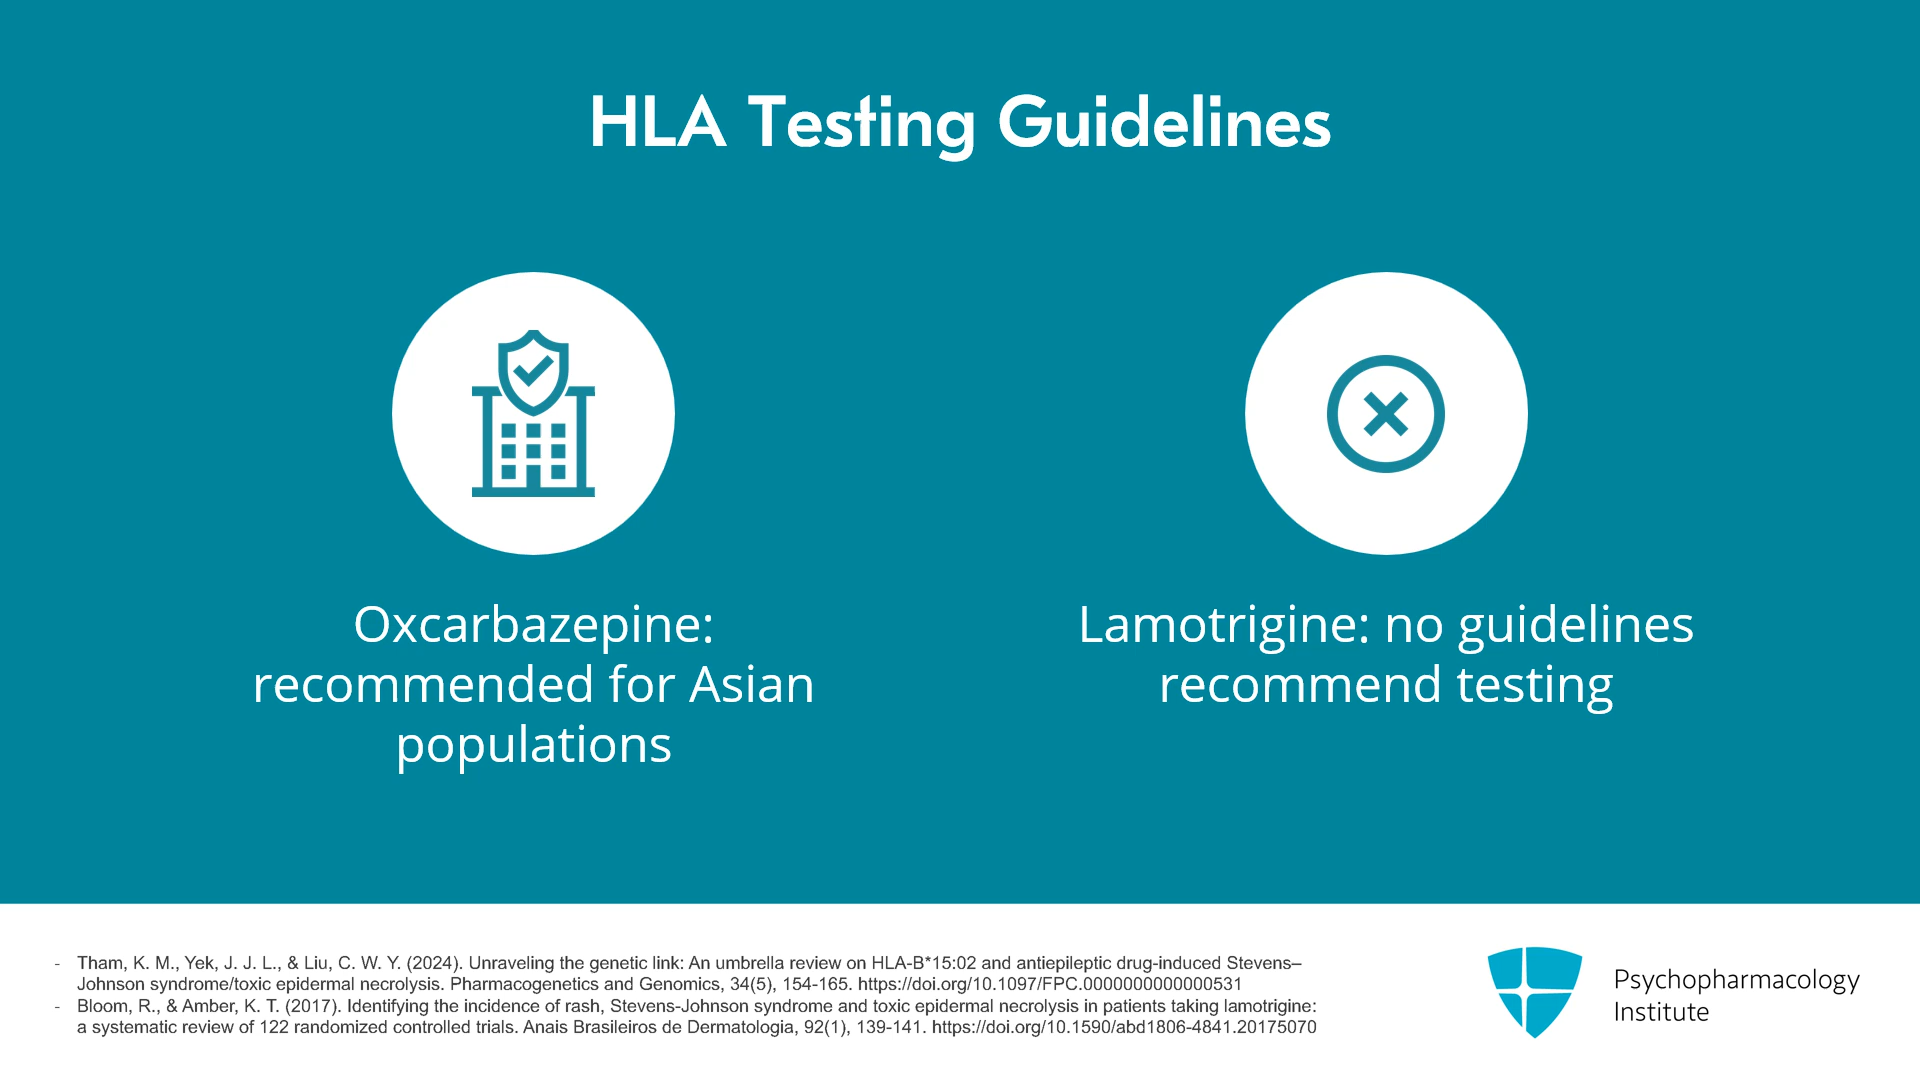 HLA Testing Guidelines
Oxcarbazepine:
recommended for Asian
populations
Lamotrigine: no guidelines
recommend testing
- Tham, K. M., Yek, J. J. L., & Liu, C. W. Y. (2024). Unraveling the genetic link: An umbrella review on HLA-B*15:02 and antiepileptic drug-induced Stevens–
Johnson syndrome/toxic epidermal necrolysis. Pharmacogenetics and Genomics, 34(5), 154-165. https://doi.org/10.1097/FPC.0000000000000531
- Bloom, R., & Amber, K. T. (2017). Identifying the incidence of rash, Stevens-Johnson syndrome and toxic epidermal necrolysis in patients taking lamotrigine:
a systematic review of 122 randomized controlled trials. Anais Brasileiros de Dermatologia, 92(1), 139-141. https://doi.org/10.1590/abd1806-4841.20175070
Psychopharmacology
Institute